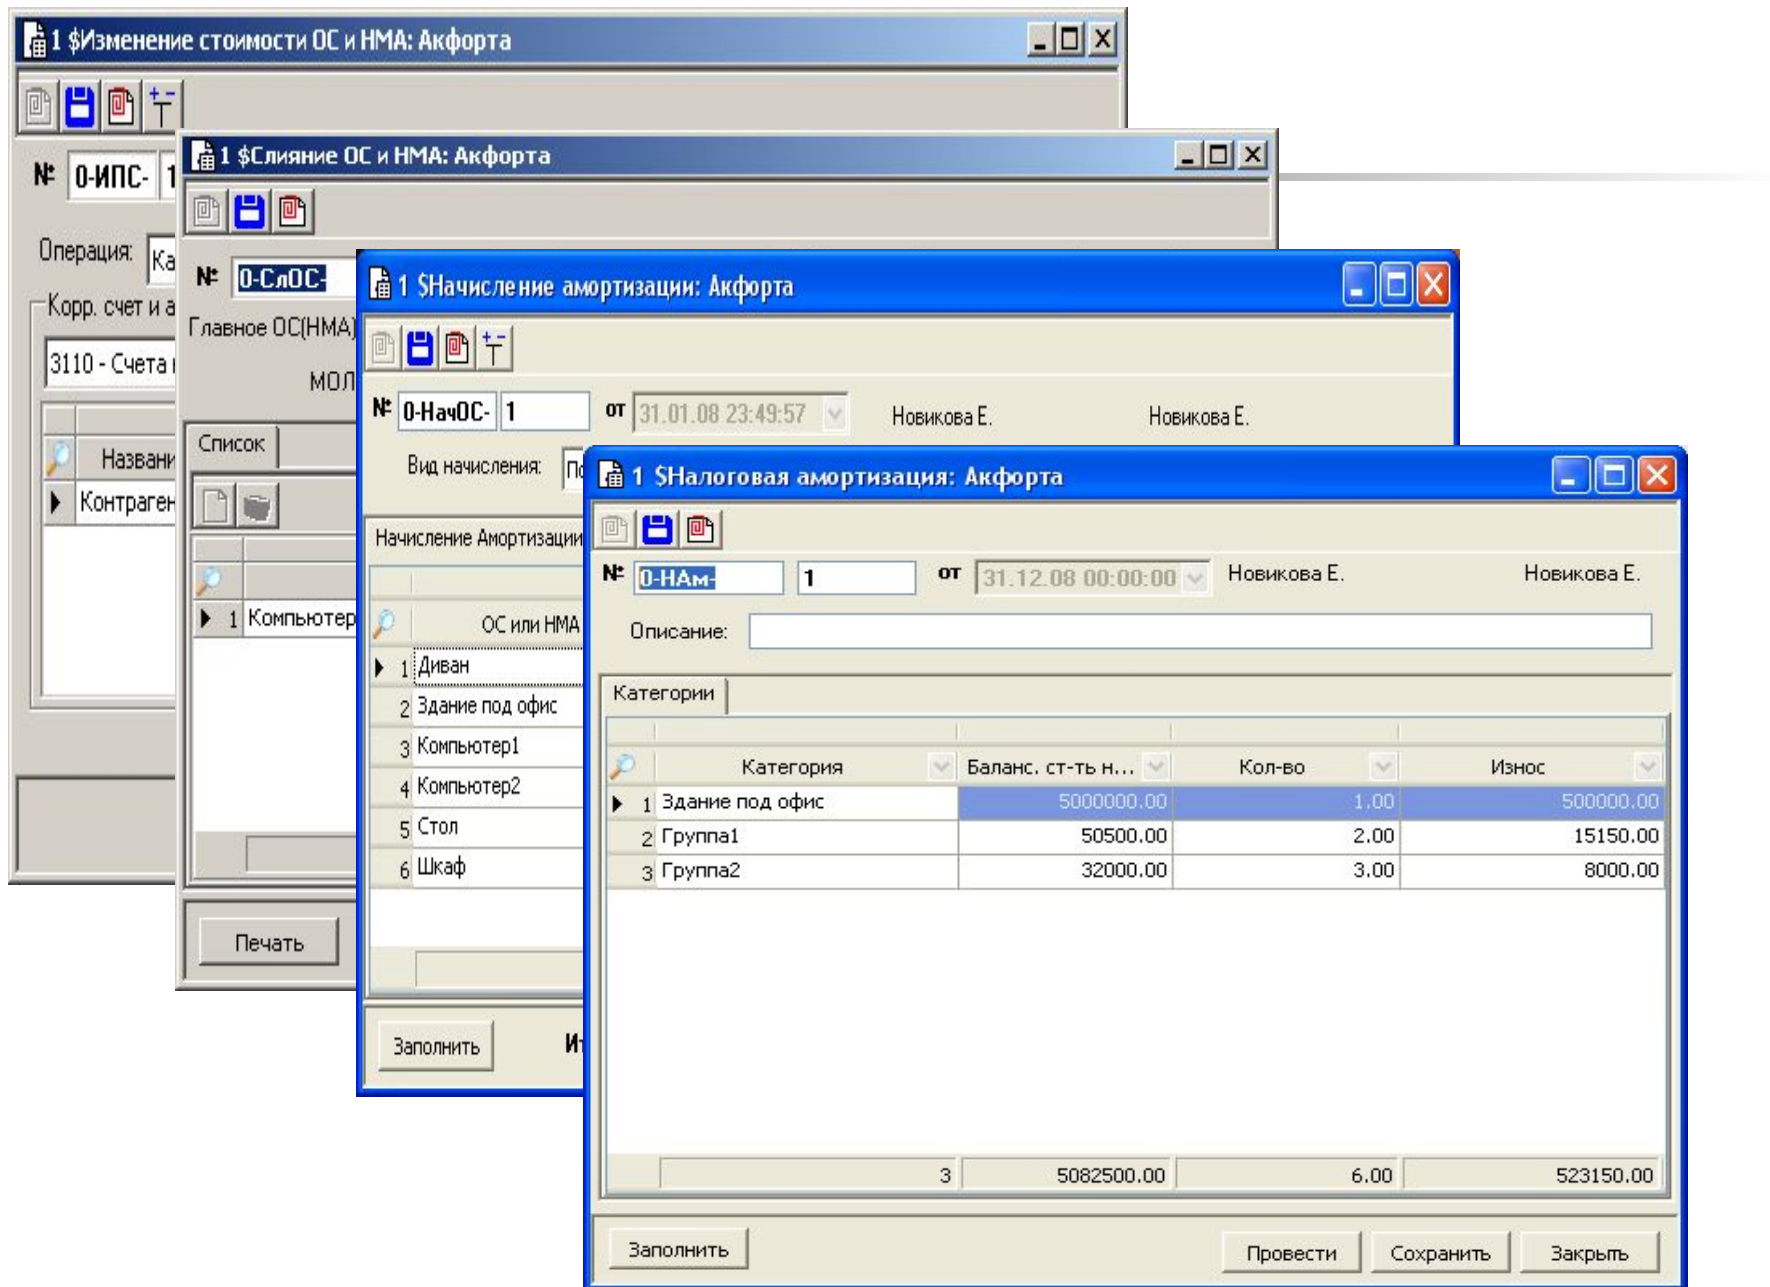 1 $Изменение стоимости ОС и НМА: Акфорта
№ 0-ИПС- 1
Операция: Ка
Корр. счет и а
3110 - Счета
Названи
Контраген
1 $Слияние ОС и НМА: Акфорта
№ 0-СлОС-
Главное ОС(НМА)
МОЛ
Список
1 Компьютер
Печать
1 $Начисление амортизации: Акфорта
№ 0-НачОС- 1 от 31.01.08 23:49:57 Новикова Е. Новикова Е.
Вид начисления: По
Начисление Амортизации
ОС или НМА
1 Диван
2 Здание под офис
3 Компьютер1
4 Компьютер2
5 Стол
6 Шкаф
Заполнить Ит
1 $Налоговая амортизация: Акфорта
№ 0-НАм- 1 от 31.12.08 00:00:00 Новикова Е. Новикова Е.
Описание:
Категории
Категория Баланс. ст-ть н... Кол-во Износ
1 Здание под офис 5000000.00 1.00 500000.00
2 Группа1 50500.00 2.00 15150.00
3 Группа2 32000.00 3.00 8000.00
3 5082500.00 6.00 523150.00
Заполнить Провести Сохранить Закрыть